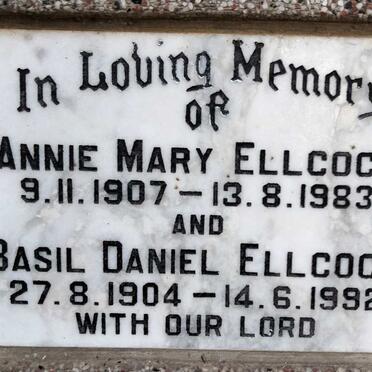 In Loving Memory
of
ANNIE MARY ELLCOC
9.11.1907 — 13.8.1983
AND
BASIL DANIEL ELLCOC
27.8.1904 — 14.6.1992
WITH OUR LORD